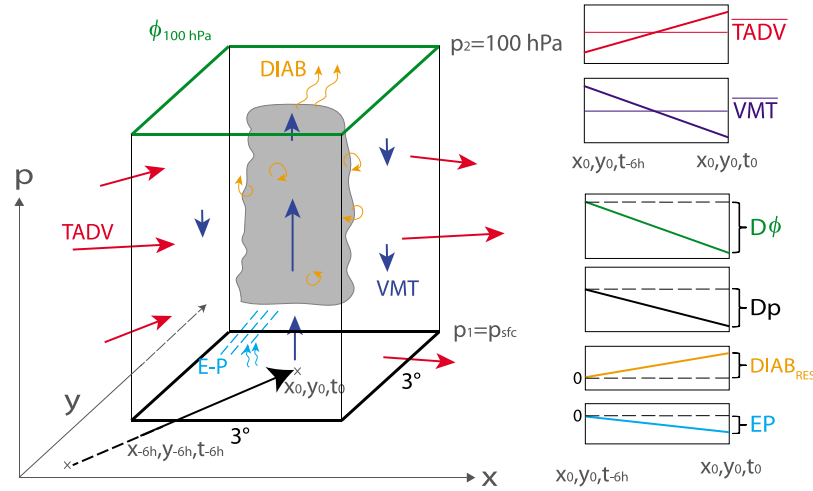 ϕ100 hPa
p2=100 hPa
DIAB
p
TADV
VMT
p1=psfc
E-P
x0,y0,t0
3°
y
3°
x-6h,y-6h,t-6h
x
TADV
VMT
x0,y0,t-6h
x0,y0,t0
Dϕ
Dp
0
DIABRES
0
EP
x0,y0,t-6h
x0,y0,t0